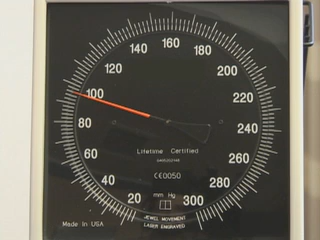 160
140 180
120 200
100 220
80 240
60 260
Lifetime Certified
CE0050
40 280
mm Hg
20 300
JEWEL MOVEMENT
LASER ENGRAVED
Made in USA